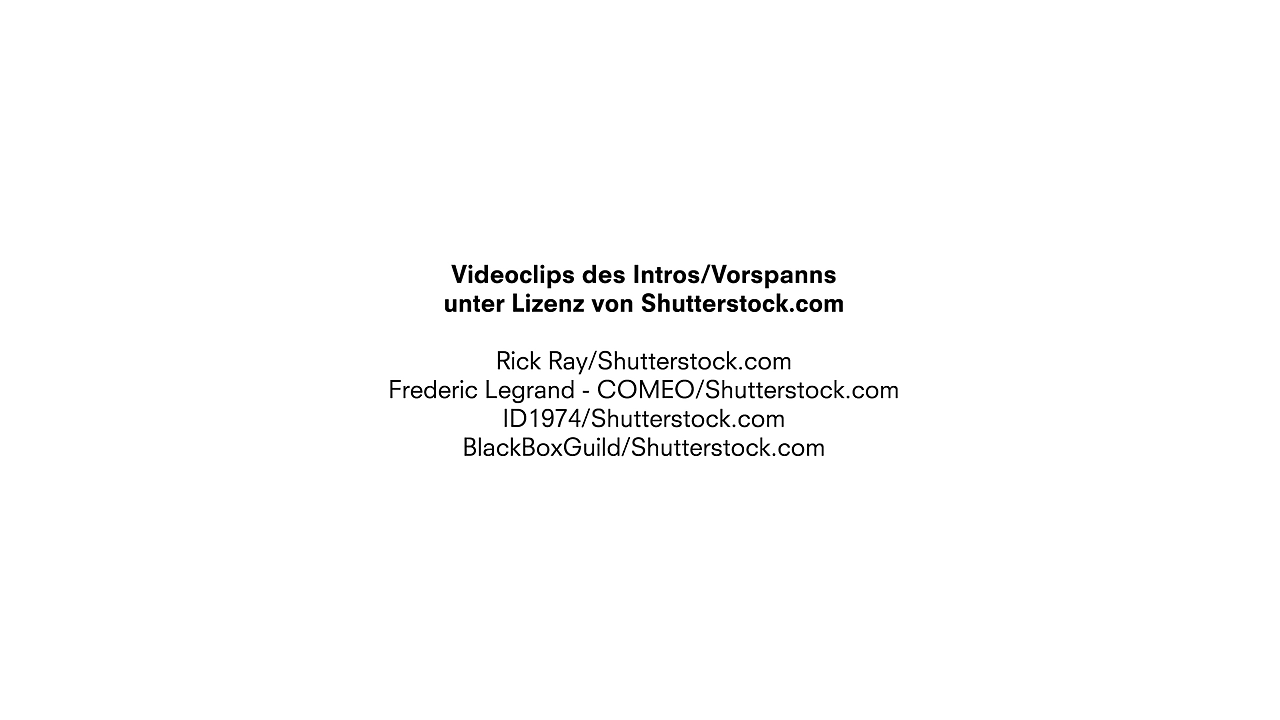 Videoclips des Intros/Vorspanns
unter Lizenz von Shutterstock.com
Rick Ray/Shutterstock.com
Frederic Legrand - COMEO/Shutterstock.com
ID1974/Shutterstock.com
BlackBoxGuild/Shutterstock.com